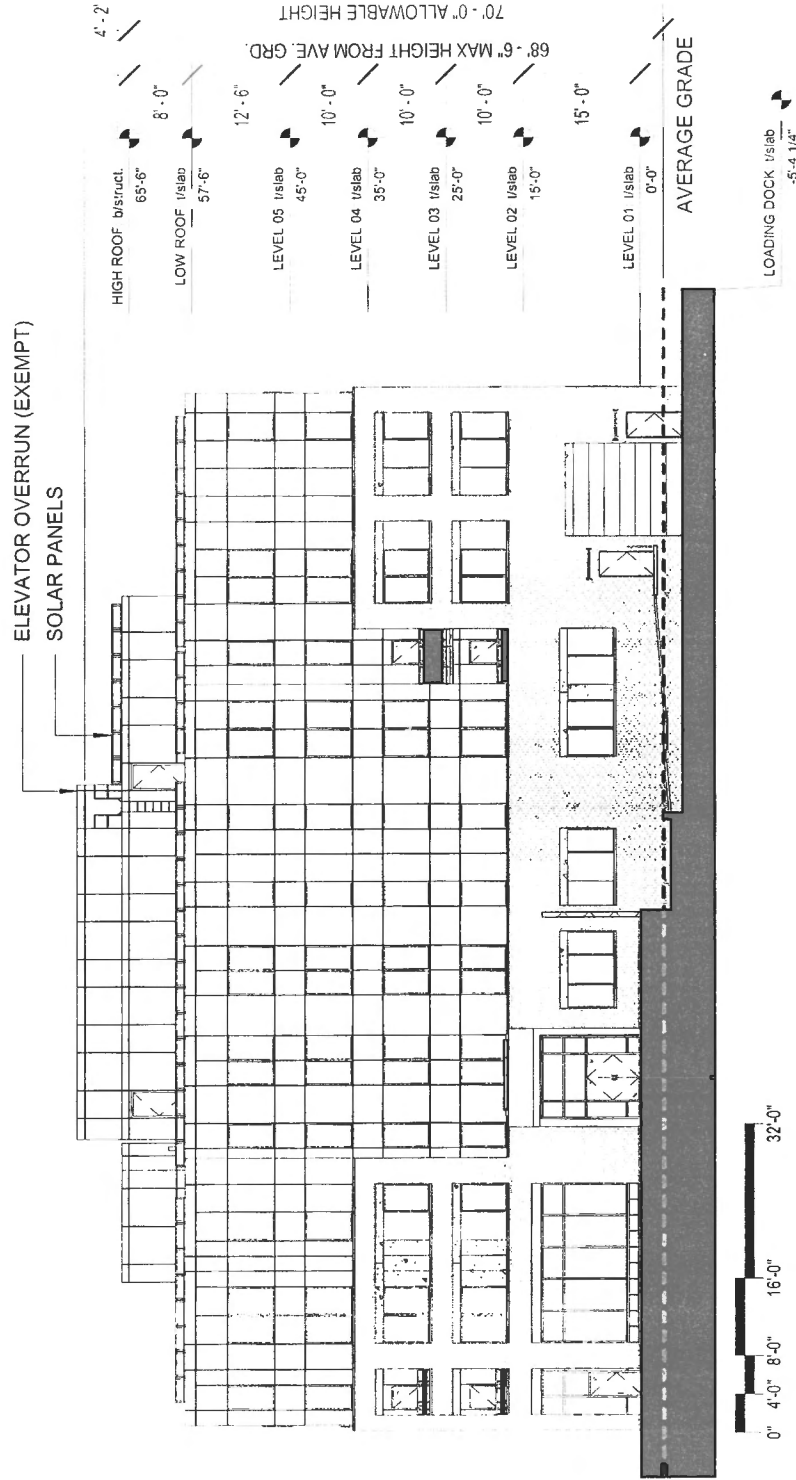 ELEVATOR OVERRUN (EXEMPT)
SOLAR PANELS
4' - 2'
HIGH ROOF b/struct.
65'-6"
8' - 0"
LOW ROOF t/slab
57'-6"
12' - 6"
LEVEL 05 t/slab
45'-0"
10' - 0"
LEVEL 04 t/slab
35'-0"
10' - 0"
LEVEL 03 t/slab
25'-0"
10' - 0"
LEVEL 02 t/slab
15'-0"
15' - 0"
LEVEL 01 t/slab
0'-0"
68' - 6" MAX HEIGHT FROM AVE. GRD.
70' - 0" ALLOWABLE HEIGHT
AVERAGE GRADE
LOADING DOCK t/slab
-5'-4 1/4"
0" 4'-0" 8'-0" 16'-0" 32'-0"